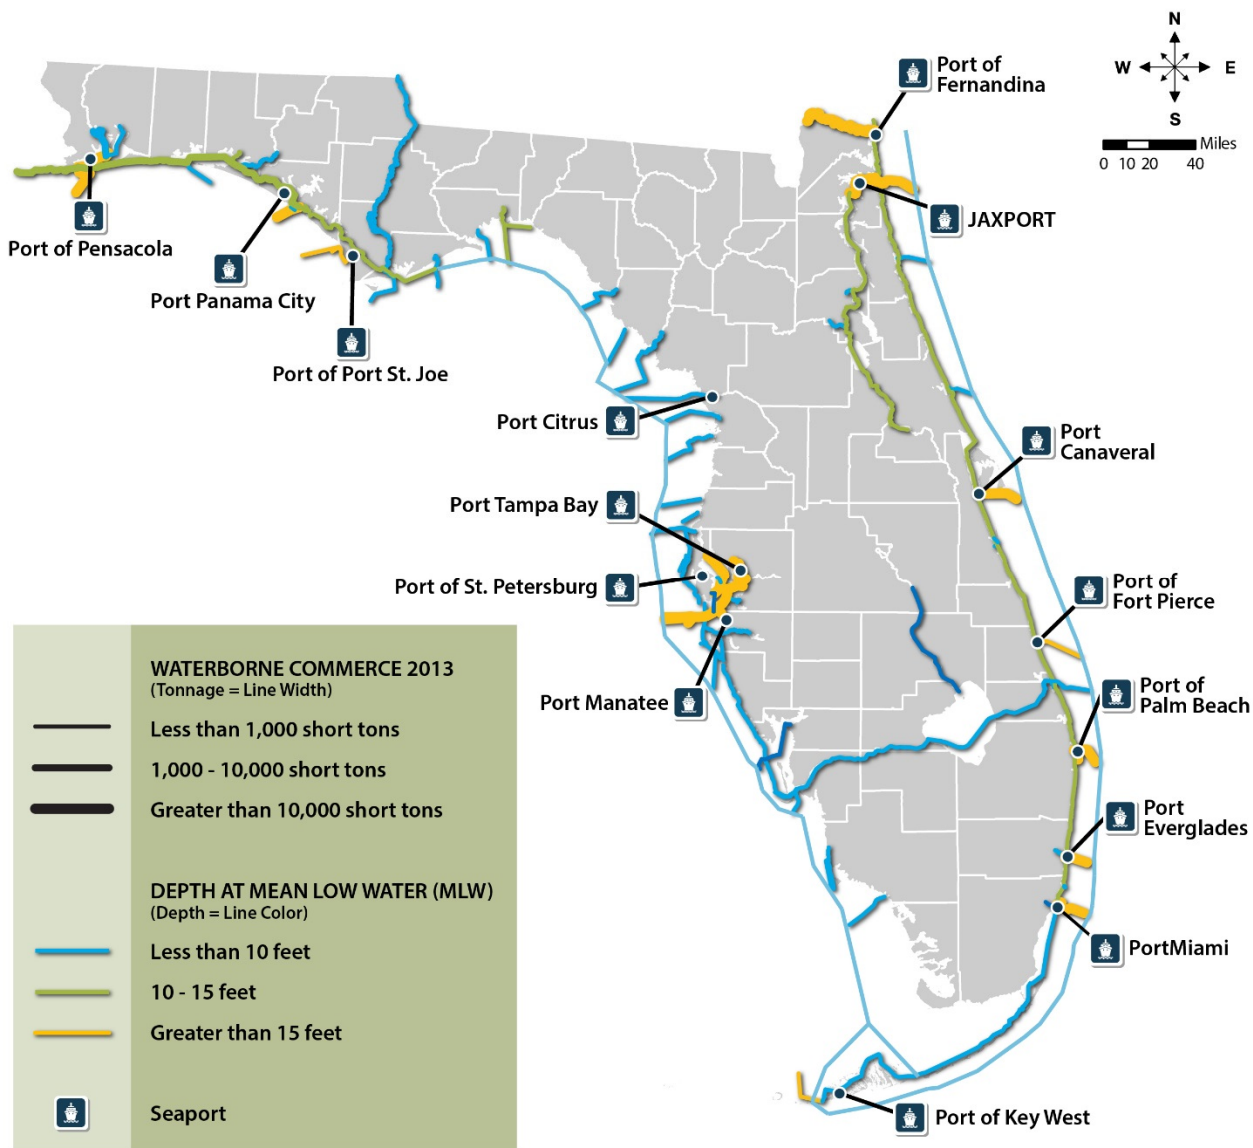 N
W E
S
Miles
0 10 20 40
Port of
Fernandina
JAXPORT
Port of Pensacola
Port Panama City
Port of Port St. Joe
Port Citrus
Port
Canaveral
Port Tampa Bay
Port of St. Petersburg
Port of
Fort Pierce
Port Manatee
Port of
Palm Beach
Port
Everglades
PortMiami
Port of Key West
WATERBORNE COMMERCE 2013
(Tonnage = Line Width)
Less than 1,000 short tons
1,000 - 10,000 short tons
Greater than 10,000 short tons
DEPTH AT MEAN LOW WATER (MLW)
(Depth = Line Color)
Less than 10 feet
10 - 15 feet
Greater than 15 feet
Seaport